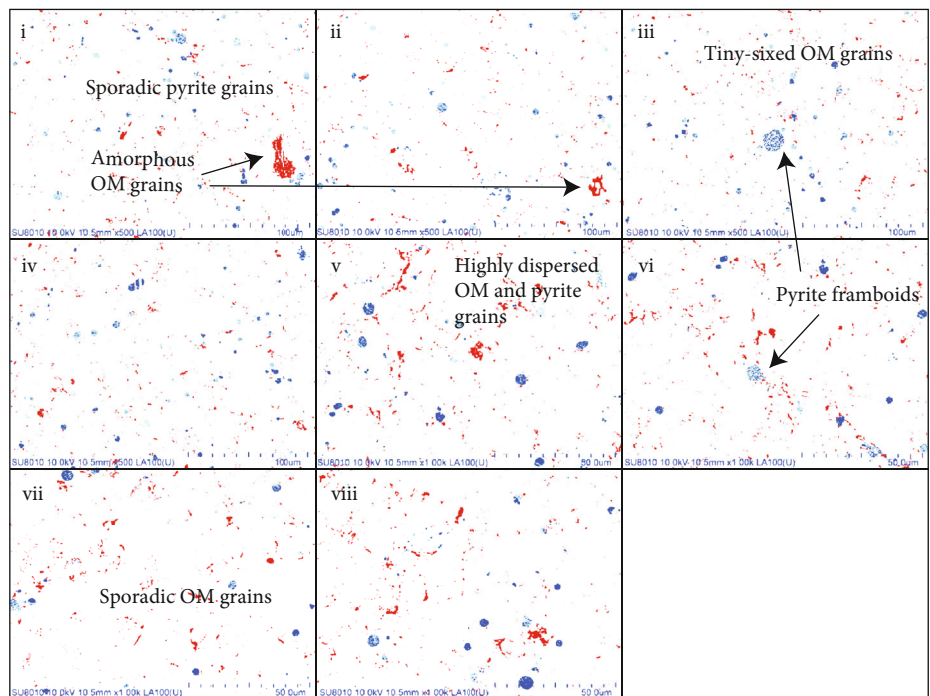 i
Sporadic pyrite grains
Amorphous
OM grains
SU8010 10.0kV 10.5mm x500 LA100(U)
100um
ii
SU8010 10.0kV 10.5mm x500 LA100(U)
100um
iii
Tiny-sixed OM grains
SU8010 10.0kV 10.5mm x500 LA100(U)
100um
iv
SU8010 10.0kV 10.5mm x500 LA100(U)
100um
v
Highly dispersed
OM and pyrite
grains
SU8010 10.0kV 10.5mm x1.00k LA100(U)
50.0um
vi
Pyrite framboids
SU8010 10.0kV 10.5mm x1.00k LA100(U)
50.0um
vii
Sporadic OM grains
SU8010 10.0kV 10.5mm x1.00k LA100(U)
50.0um
viii
SU8010 10.0kV 10.5mm x1.00k LA100(U)
50.0um